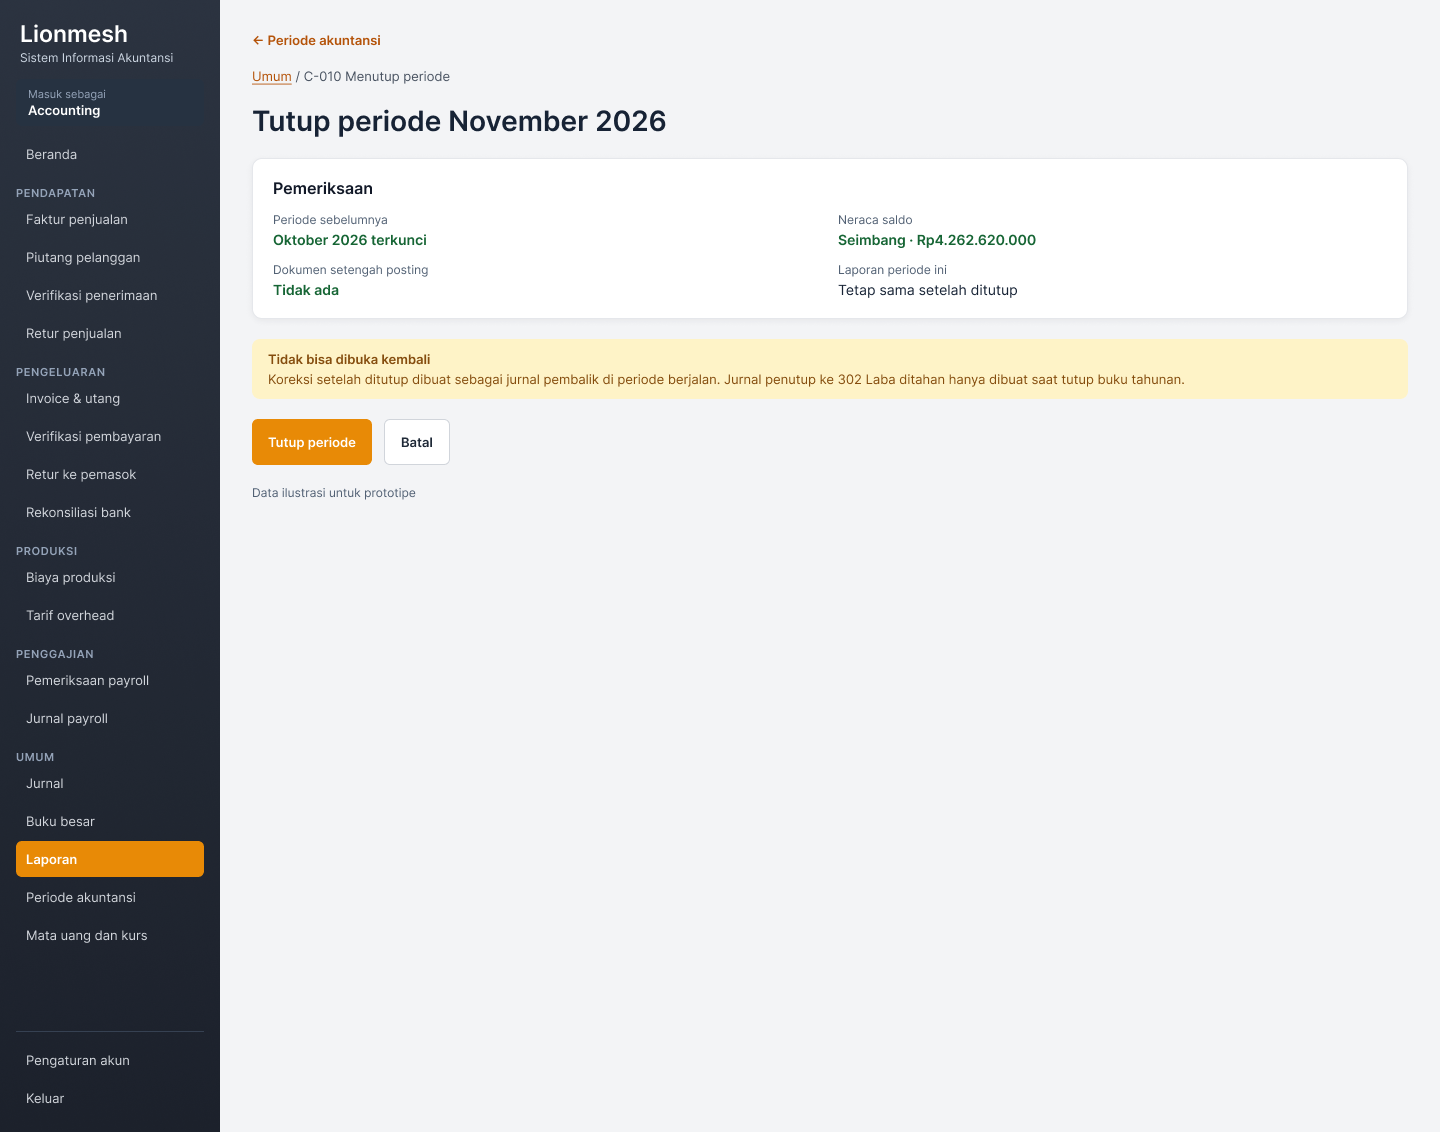 Lionmesh
Sistem Informasi Akuntansi
Masuk sebagai
Accounting
Beranda
PENDAPATAN
Faktur penjualan
Piutang pelanggan
Verifikasi penerimaan
Retur penjualan
PENGELUARAN
Invoice & utang
Verifikasi pembayaran
Retur ke pemasok
Rekonsiliasi bank
PRODUKSI
Biaya produksi
Tarif overhead
PENGGAJIAN
Pemeriksaan payroll
Jurnal payroll
UMUM
Jurnal
Buku besar
Laporan
Periode akuntansi
Mata uang dan kurs
Pengaturan akun
Keluar
← Periode akuntansi
Umum / C-010 Menutup periode
Tutup periode November 2026
Pemeriksaan
Periode sebelumnya
Oktober 2026 terkunci
Neraca saldo
Seimbang · Rp4.262.620.000
Dokumen setengah posting
Tidak ada
Laporan periode ini
Tetap sama setelah ditutup
Tidak bisa dibuka kembali
Koreksi setelah ditutup dibuat sebagai jurnal pembalik di periode berjalan. Jurnal penutup ke 302 Laba ditahan hanya dibuat saat tutup buku tahunan.
Tutup periode
Batal
Data ilustrasi untuk prototipe